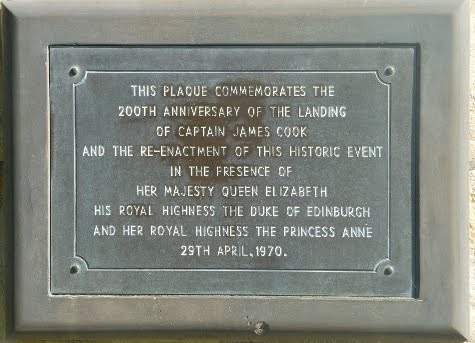 THIS PLAQUE COMMEMORATES THE
200TH ANNIVERSARY OF THE LANDING
OF CAPTAIN JAMES COOK
AND THE RE-ENACTMENT OF THIS HISTORIC EVENT
IN THE PRESENCE OF
HER MAJESTY QUEEN ELIZABETH
HIS ROYAL HIGHNESS THE DUKE OF EDINBURGH
AND HER ROYAL HIGHNESS THE PRINCESS ANNE
29TH APRIL, 1970.